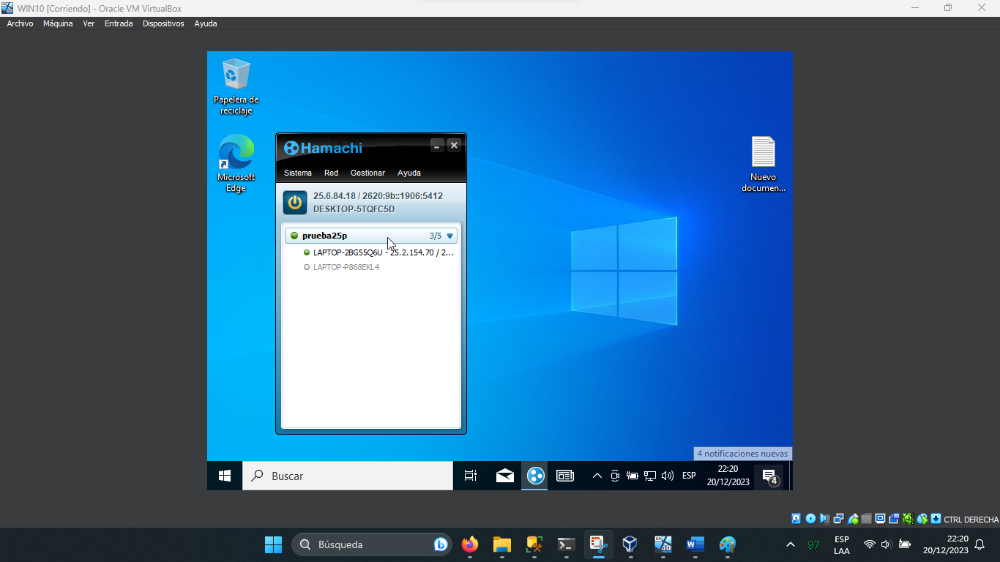 WIN10 [Corriendo] - Oracle VM VirtualBox
Archivo Máquina Ver Entrada Dispositivos Ayuda
Papelera de
reciclaje
Microsoft
Edge
Hamachi
Sistema Red Gestionar Ayuda
25.6.84.18 / 2620:9b::1906:5412
DESKTOP-5TQFC5D
prueba25p 3/5
LAPTOP-2BG55Q6U - 25.2.154.70 / 2...
LAPTOP-P868EKL4
Nuevo
documen...
4 notificaciones nuevas
Buscar
ESP
22:20
20/12/2023
4
CTRL DERECHA
Búsqueda
64
10
97
ESP
LAA
22:20
20/12/2023